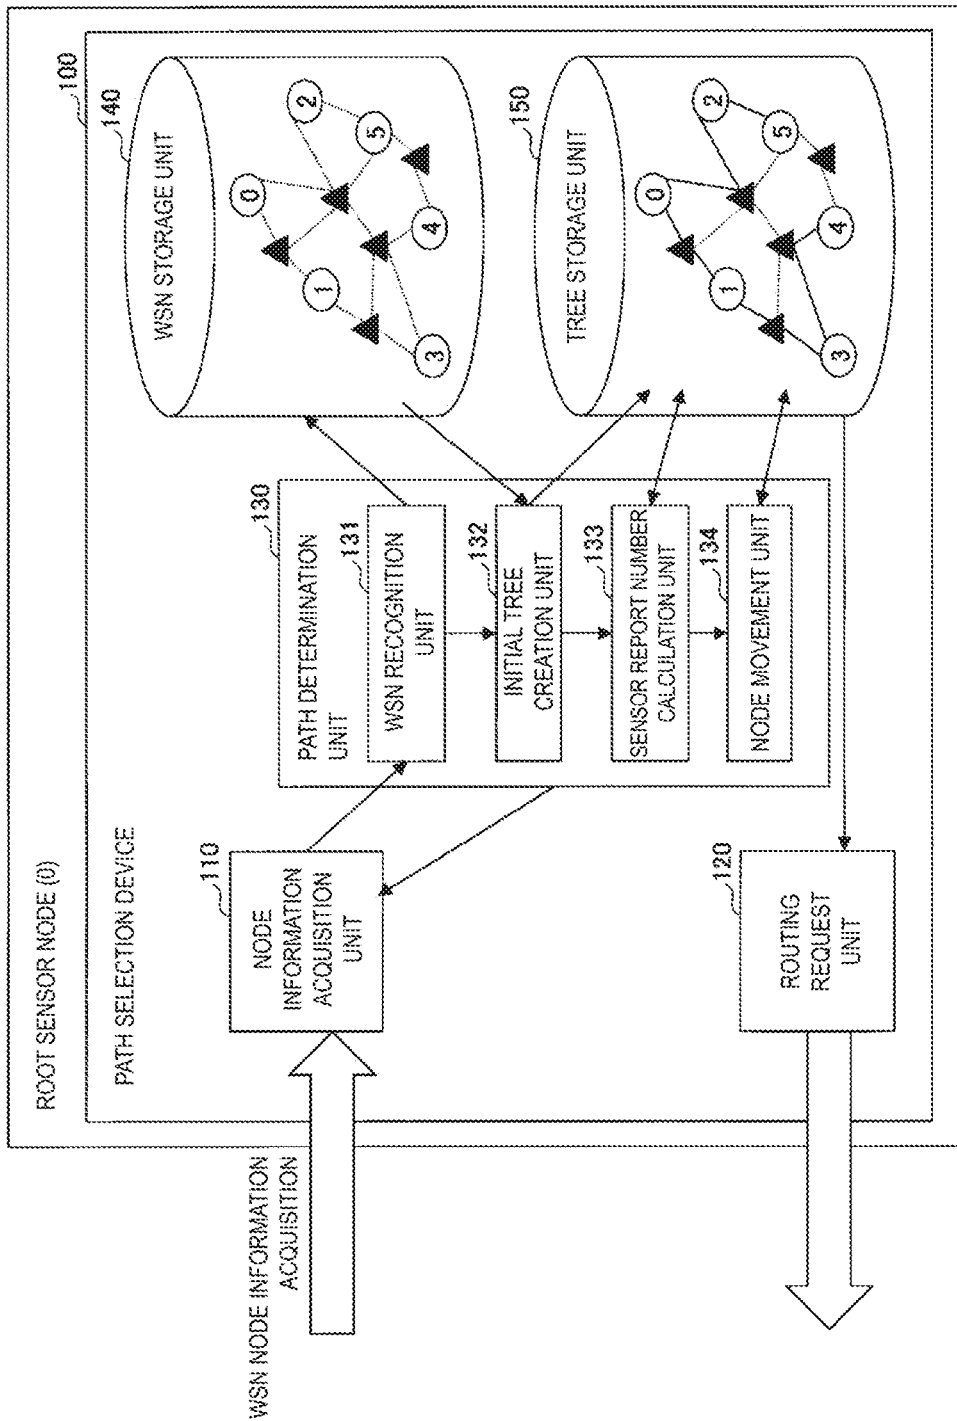 ROOT SENSOR NODE (0)
PATH SELECTION DEVICE
100
WSN NODE INFORMATION
ACQUISITION
110
NODE
INFORMATION
ACQUISITION
UNIT
130
PATH DETERMINATION
UNIT
131
WSN RECOGNITION
UNIT
132
INITIAL TREE
CREATION UNIT
133
SENSOR REPORT NUMBER
CALCULATION UNIT
134
NODE MOVEMENT UNIT
140
WSN STORAGE UNIT
0
1
2
3
4
5
150
TREE STORAGE UNIT
0
1
2
3
4
5
120
ROUTING
REQUEST
UNIT